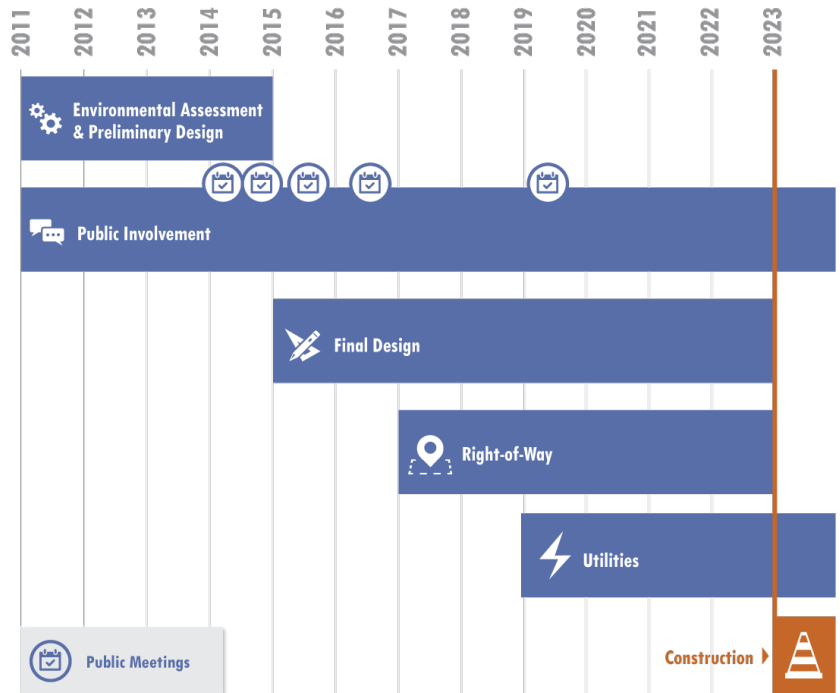 2011
2012
2013
2014
2015
2016
2017
2018
2019
2020
2021
2022
2023
Environmental Assessment
& Preliminary Design
Public Involvement
Final Design
Right-of-Way
Utilities
Public Meetings
Construction